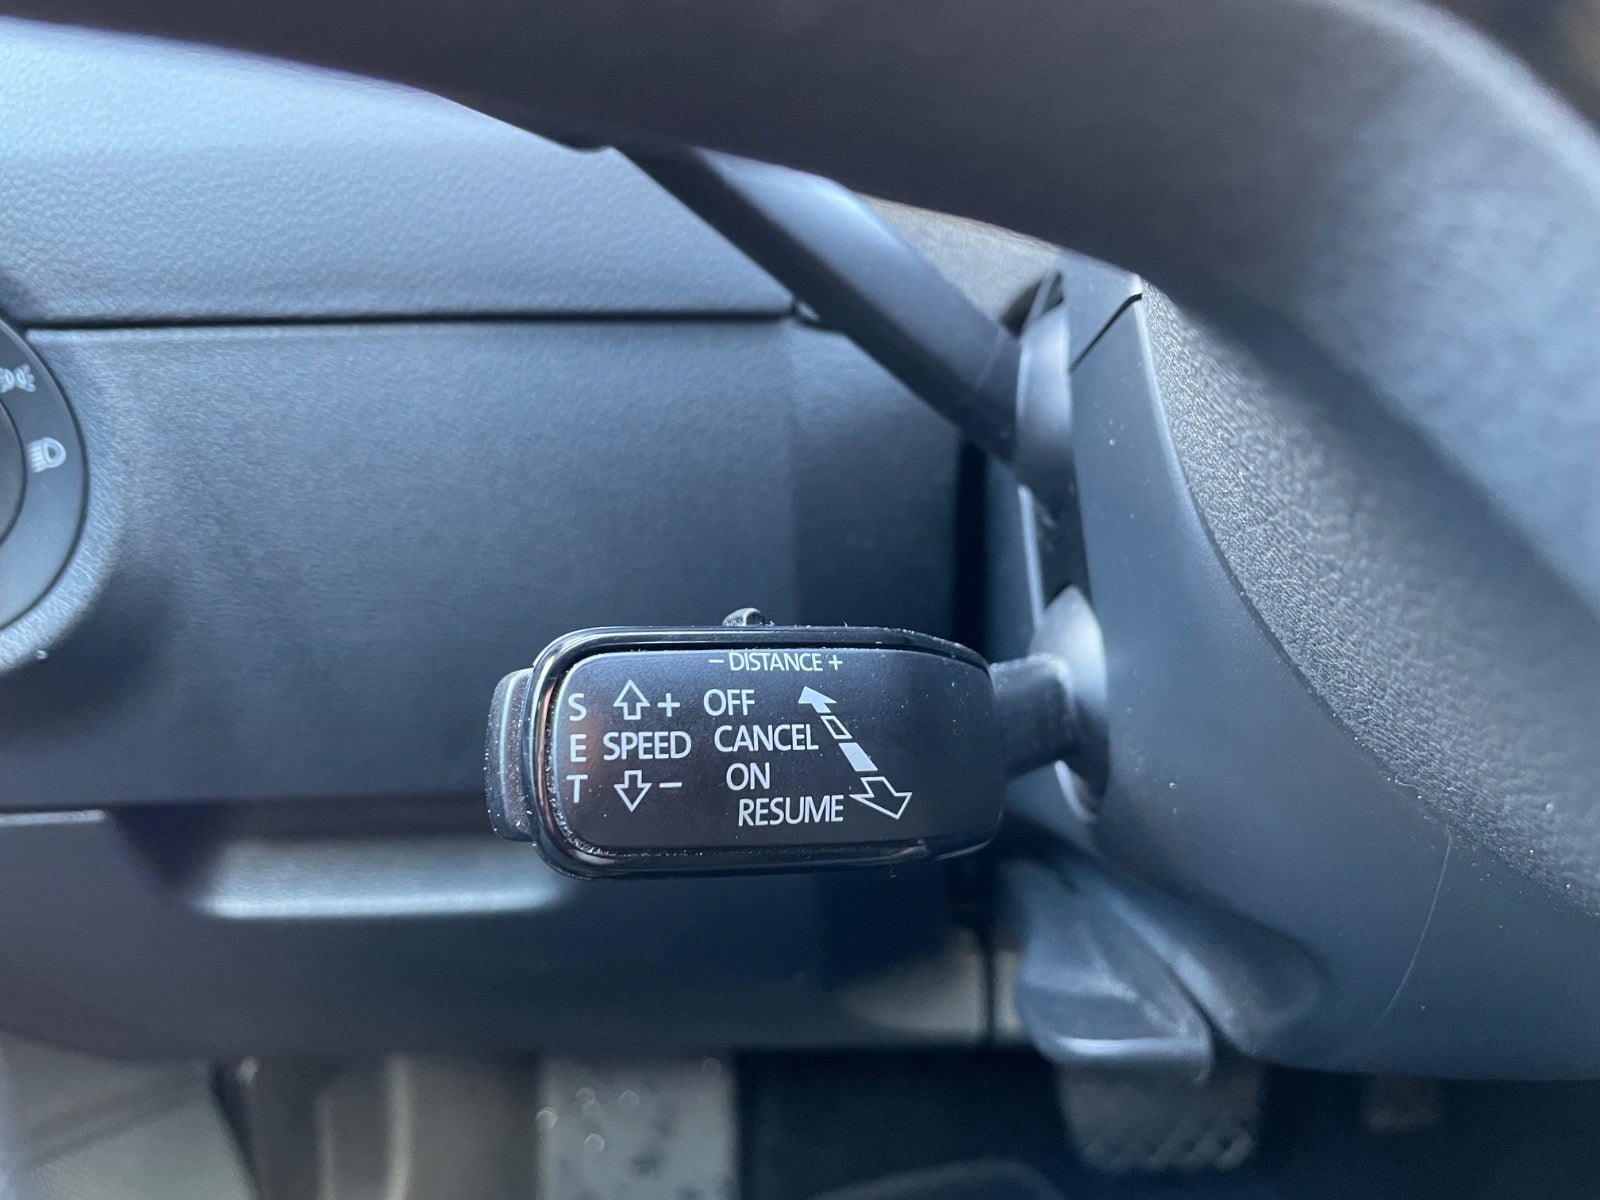 - DISTANCE +
S + OFF
E SPEED CANCEL
T - ON
RESUME